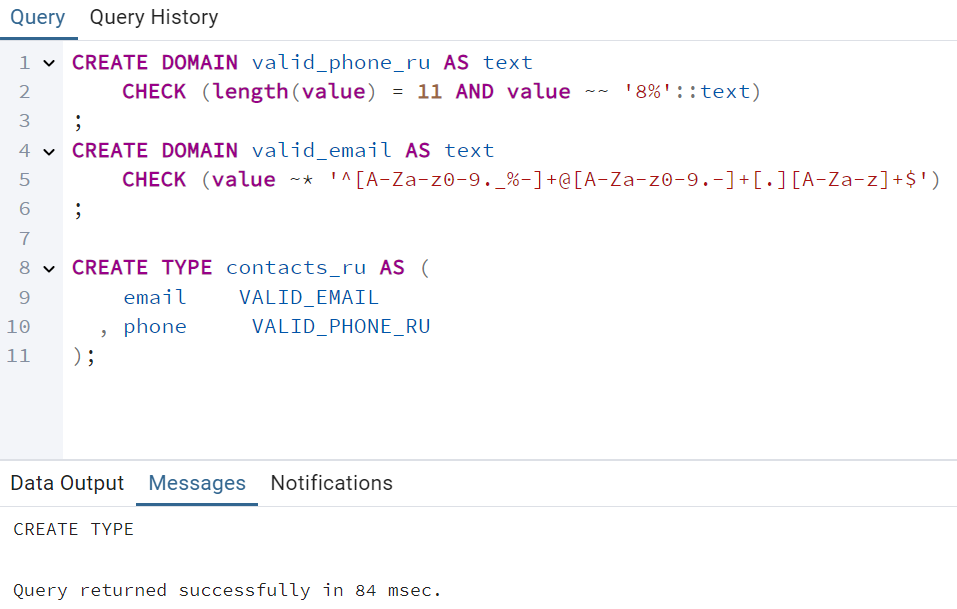 Query Query History
1 CREATE DOMAIN valid_phone_ru AS text
2 CHECK (length(value) = 11 AND value ~~ '8%'::text)
3 ;
4 CREATE DOMAIN valid_email AS text
5 CHECK (value ~* '^[A-Za-z0-9._%-]+@[A-Za-z0-9.-]+[.][A-Za-z]+$')
6 ;
7
8 CREATE TYPE contacts_ru AS (
9 email VALID_EMAIL
10 , phone VALID_PHONE_RU
11 );
Data Output Messages Notifications
CREATE TYPE
Query returned successfully in 84 msec.